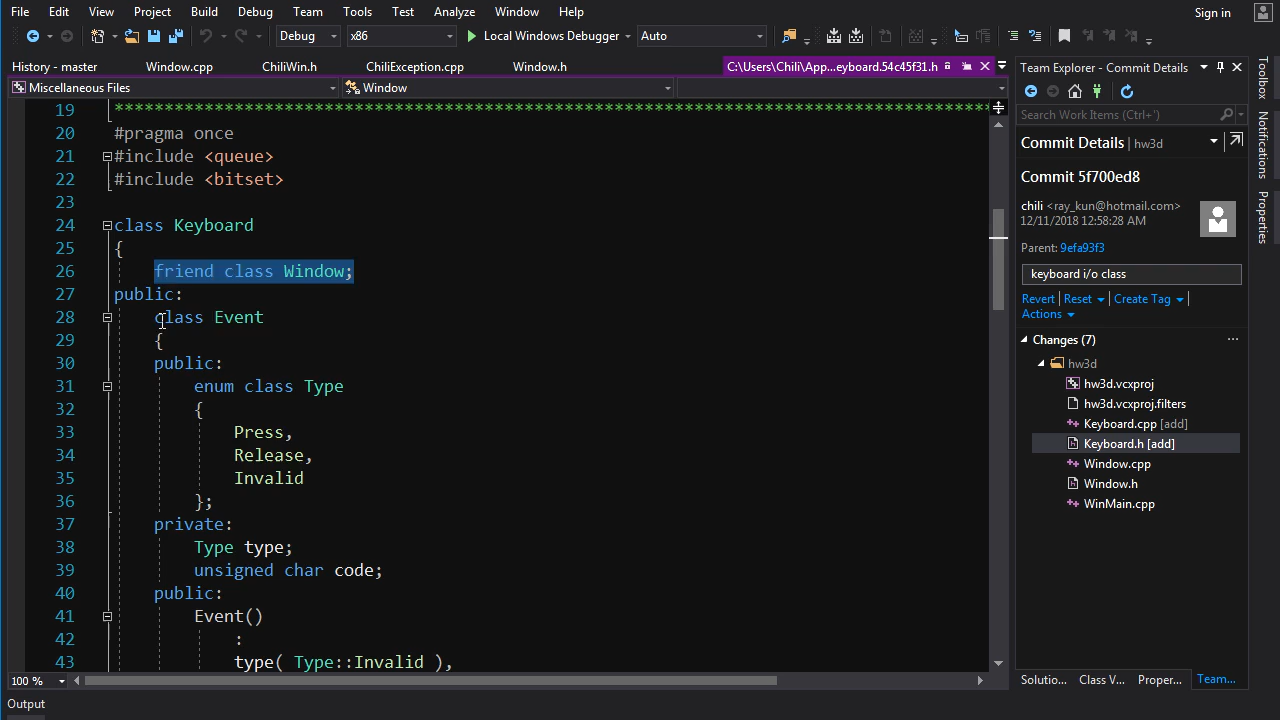 File Edit View Project Build Debug Team Tools Test Analyze Window Help Sign in
Debug x86 Local Windows Debugger Auto
History - master Window.cpp ChiliWin.h ChiliException.cpp Window.h C:\Users\Chili\App...eyboard.54c45f31.h
Miscellaneous Files Window
19 ****************************************************************************************
20 #pragma once
21 #include <queue>
22 #include <bitset>
23
24 class Keyboard
25 {
26 friend class Window;
27 public:
28 class Event
29 {
30 public:
31 enum class Type
32 {
33 Press,
34 Release,
35 Invalid
36 };
37 private:
38 Type type;
39 unsigned char code;
40 public:
41 Event()
42 :
43 type( Type::Invalid ),
100 %
Output
Team Explorer - Commit Details
Search Work Items (Ctrl+')
Commit Details | hw3d
Commit 5f700ed8
chili <ray_kun@hotmail.com>
12/11/2018 12:58:28 AM
Parent: 9efa93f3
keyboard i/o class
Revert Reset Create Tag
Actions
Changes (7) ...
hw3d
hw3d.vcxproj
hw3d.vcxproj.filters
Keyboard.cpp [add]
Keyboard.h [add]
Window.cpp
Window.h
WinMain.cpp
Solutio... Class V... Proper... Team...
Toolbox
Notifications
Properties